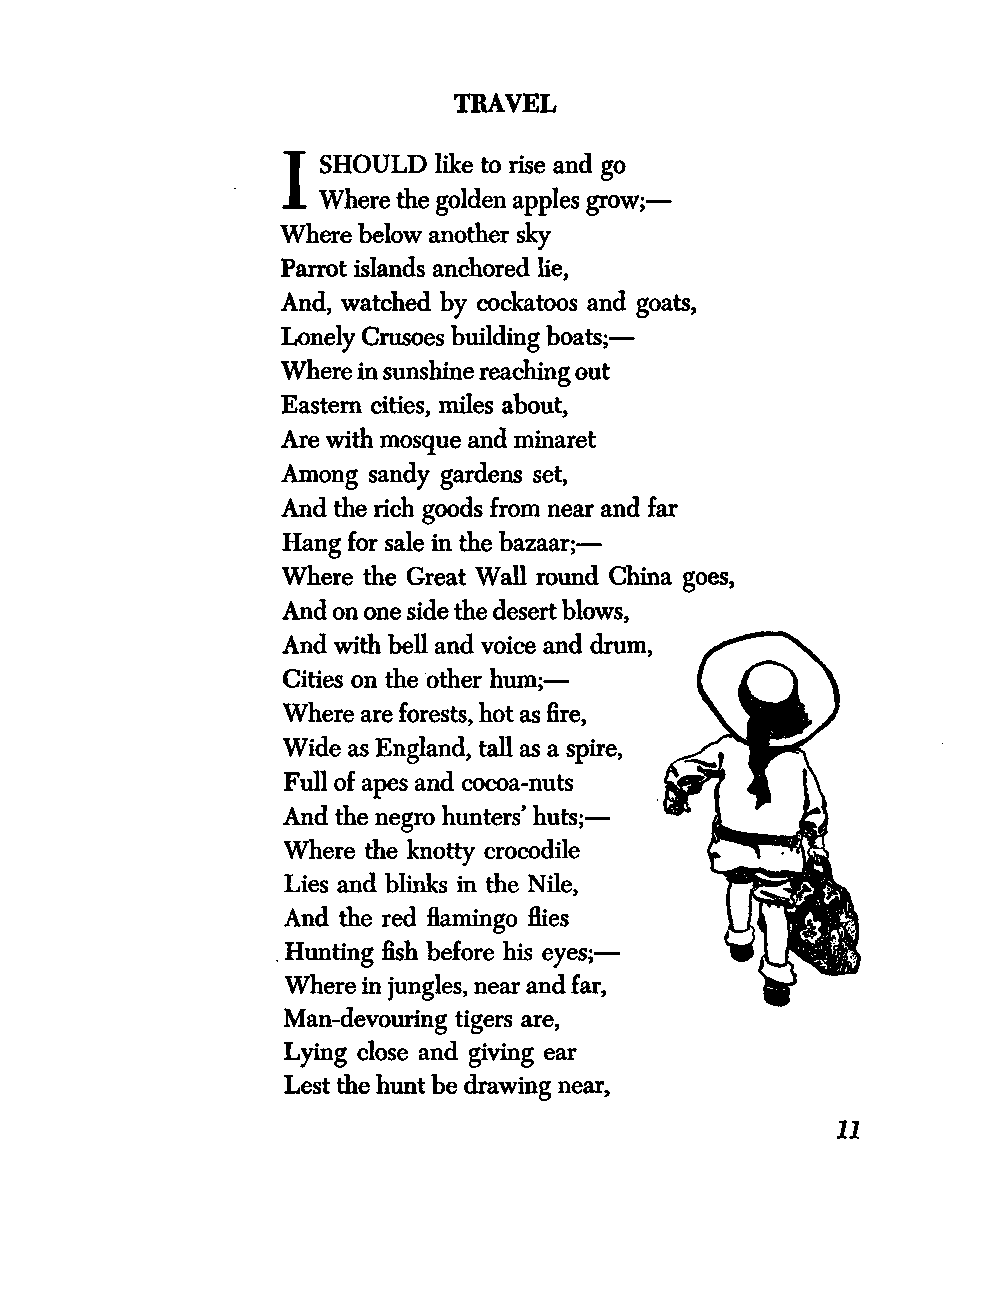 TRAVEL
I SHOULD like to rise and go
Where the golden apples grow;—
Where below another sky
Parrot islands anchored lie,
And, watched by cockatoos and goats,
Lonely Crusoes building boats;—
Where in sunshine reaching out
Eastern cities, miles about,
Are with mosque and minaret
Among sandy gardens set,
And the rich goods from near and far
Hang for sale in the bazaar;—
Where the Great Wall round China goes,
And on one side the desert blows,
And with bell and voice and drum,
Cities on the other hum;—
Where are forests, hot as fire,
Wide as England, tall as a spire,
Full of apes and cocoa-nuts
And the negro hunters' huts;—
Where the knotty crocodile
Lies and blinks in the Nile,
And the red flamingo flies
Hunting fish before his eyes;—
Where in jungles, near and far,
Man-devouring tigers are,
Lying close and giving ear
Lest the hunt be drawing near,
11